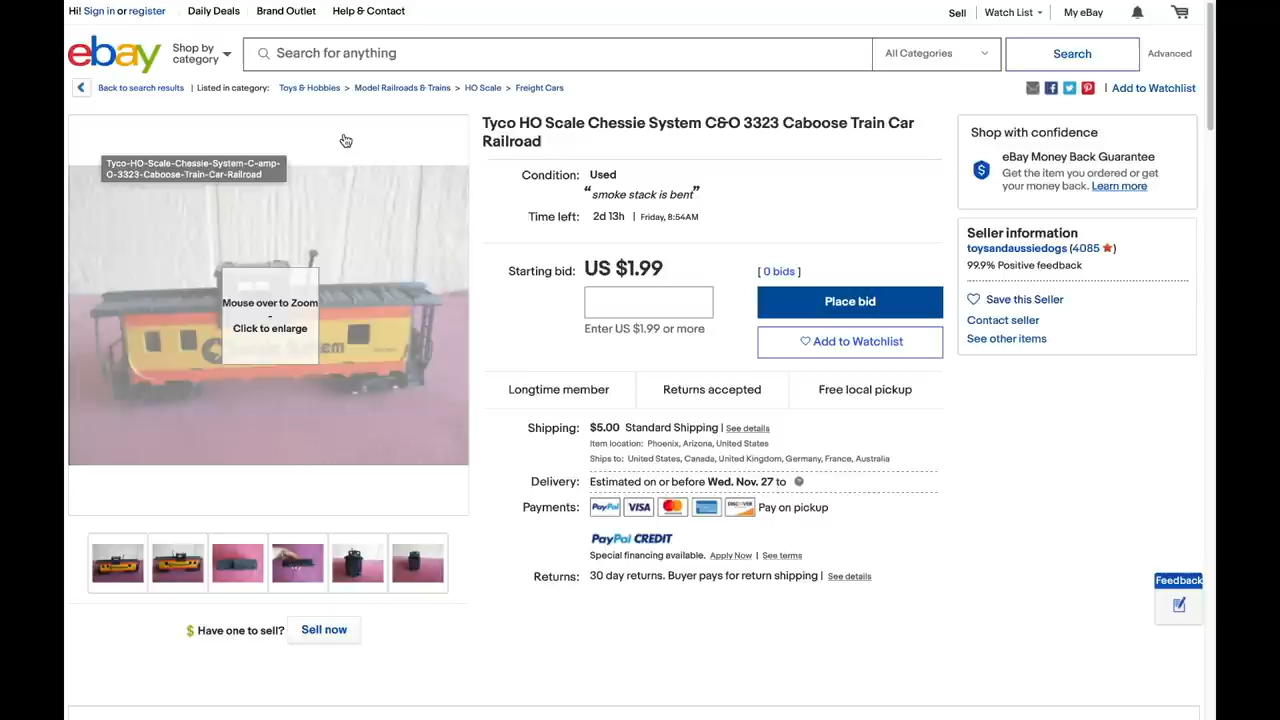 Hi! Sign in or register Daily Deals Brand Outlet Help & Contact Sell Watch List My eBay
ebay Shop by category Search for anything All Categories Search Advanced
Back to search results | Listed in category: Toys & Hobbies > Model Railroads & Trains > HO Scale > Freight Cars | Add to Watchlist
Tyco-HO-Scale-Chessie-System-C-amp-
O-3323-Caboose-Train-Car-Railroad
Mouse over to Zoom
-
Click to enlarge
$ Have one to sell? Sell now
Tyco HO Scale Chessie System C&O 3323 Caboose Train Car
Railroad
Condition: Used
“smoke stack is bent”
Time left: 2d 13h | Friday, 8:54AM
Starting bid: US $1.99 [ 0 bids ]
Place bid
Enter US $1.99 or more
Add to Watchlist
Longtime member Returns accepted Free local pickup
Shipping: $5.00 Standard Shipping | See details
Item location: Phoenix, Arizona, United States
Ships to: United States, Canada, United Kingdom, Germany, France, Australia
Delivery: Estimated on or before Wed. Nov. 27 to
Payments: PayPal VISA DISCOVER Pay on pickup
PayPal CREDIT
Special financing available. Apply Now | See terms
Returns: 30 day returns. Buyer pays for return shipping | See details
Shop with confidence
eBay Money Back Guarantee
Get the item you ordered or get
your money back. Learn more
Seller information
toysandaussiedogs (4085 ★)
99.9% Positive feedback
Save this Seller
Contact seller
See other items
Feedback